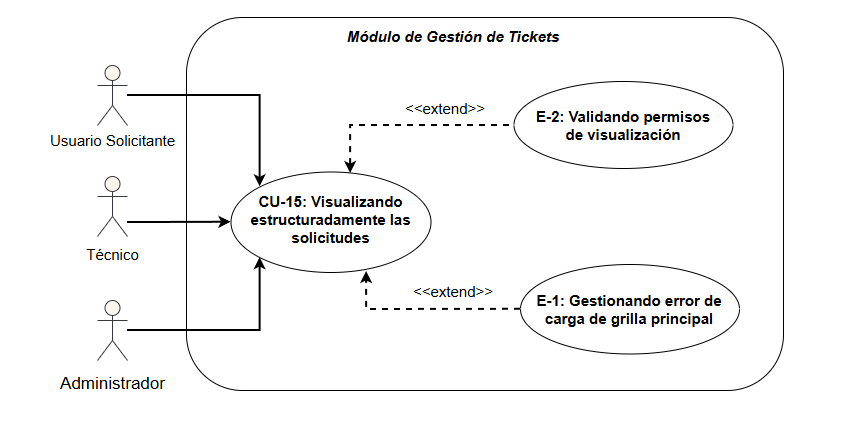 Módulo de Gestión de Tickets
<<extend>>
E-2: Validando permisos
de visualización
Usuario Solicitante
CU-15: Visualizando
estructuradamente las
solicitudes
Técnico
<<extend>>
E-1: Gestionando error de
carga de grilla principal
Administrador